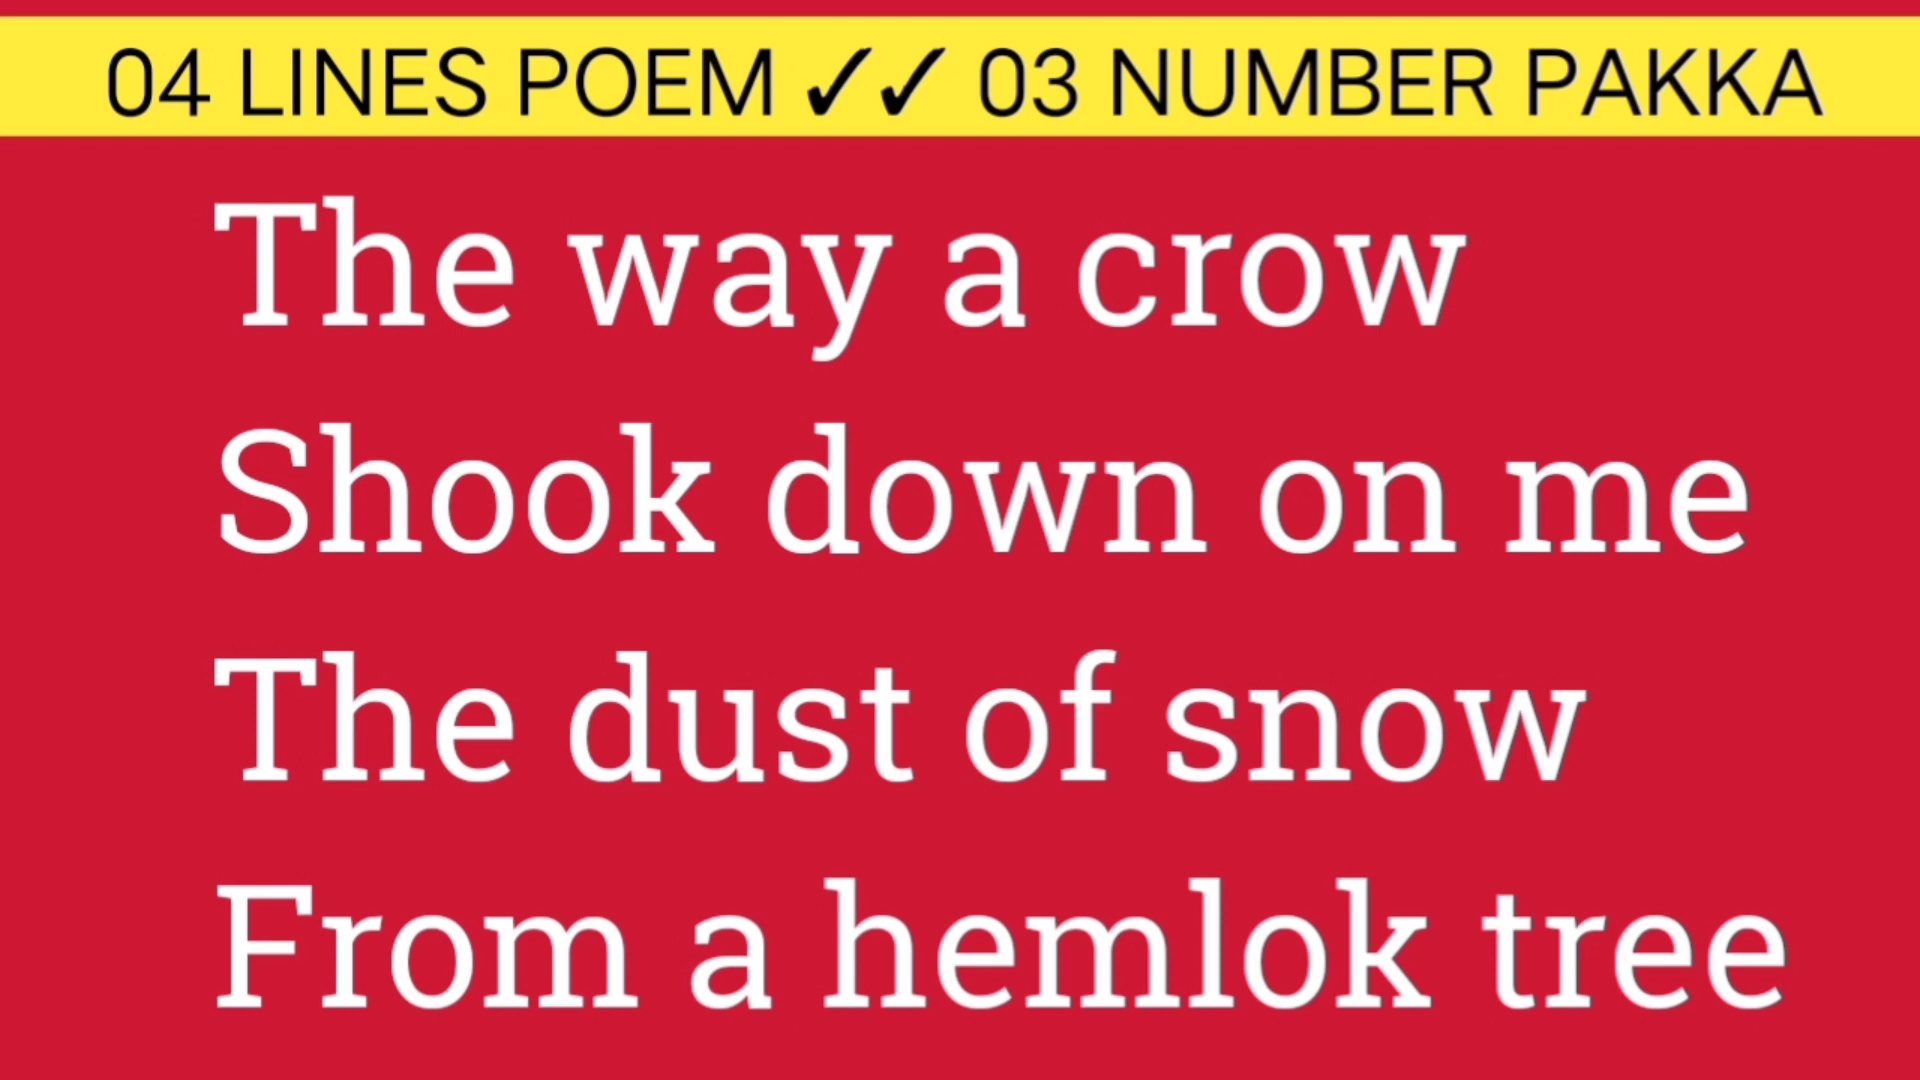 04 LINES POEM ✓✓ 03 NUMBER PAKKA
The way a crow
Shook down on me
The dust of snow
From a hemlok tree